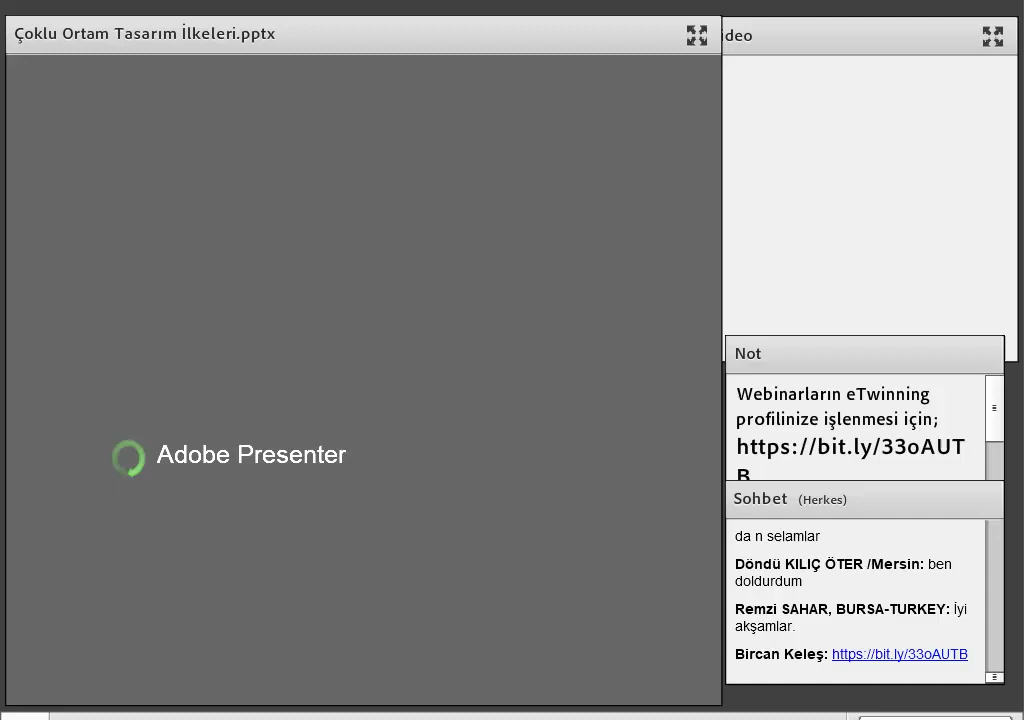 Çoklu Ortam Tasarım İlkeleri.pptx
ideo
Adobe Presenter
Not
Webinarların eTwinning
profilinize işlenmesi için;
https://bit.ly/33oAUT
B
Sohbet (Herkes)
da n selamlar
Döndü KILIÇ ÖTER /Mersin: ben
doldurdum
Remzi SAHAR, BURSA-TURKEY: İyi
akşamlar.
Bircan Keleş: https://bit.ly/33oAUTB